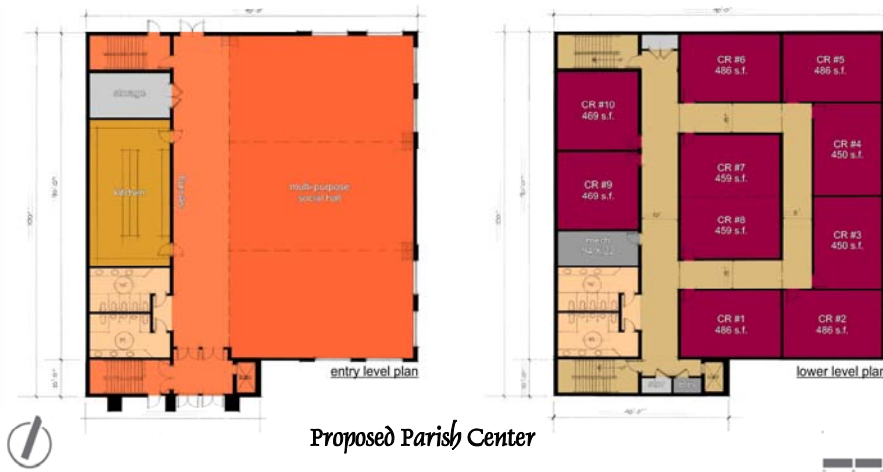 storage
kitchen
multi-purpose
social hall
entry level plan
CR #6
486 s.f.
CR #5
486 s.f.
CR #10
469 s.f.
CR #4
450 s.f.
CR #7
459 s.f.
CR #9
469 s.f.
CR #8
459 s.f.
CR #3
450 s.f.
mech
CR #1
486 s.f.
CR #2
486 s.f.
lower level plan
Proposed Parish Center